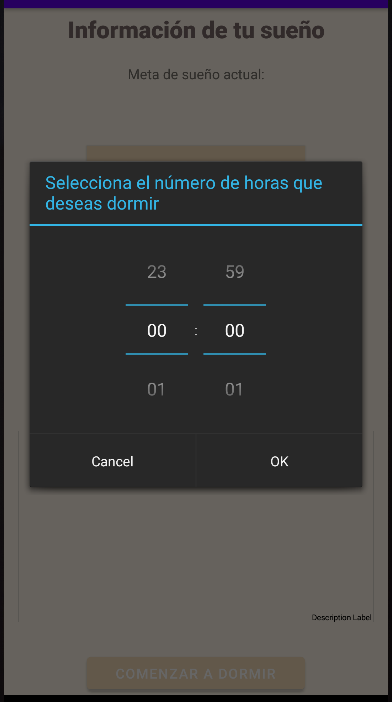 Información de tu sueño
Meta de sueño actual:
Selecciona el número de horas que
deseas dormir
23 59
00 : 00
01 01
Cancel OK
Description Label
COMENZAR A DORMIR